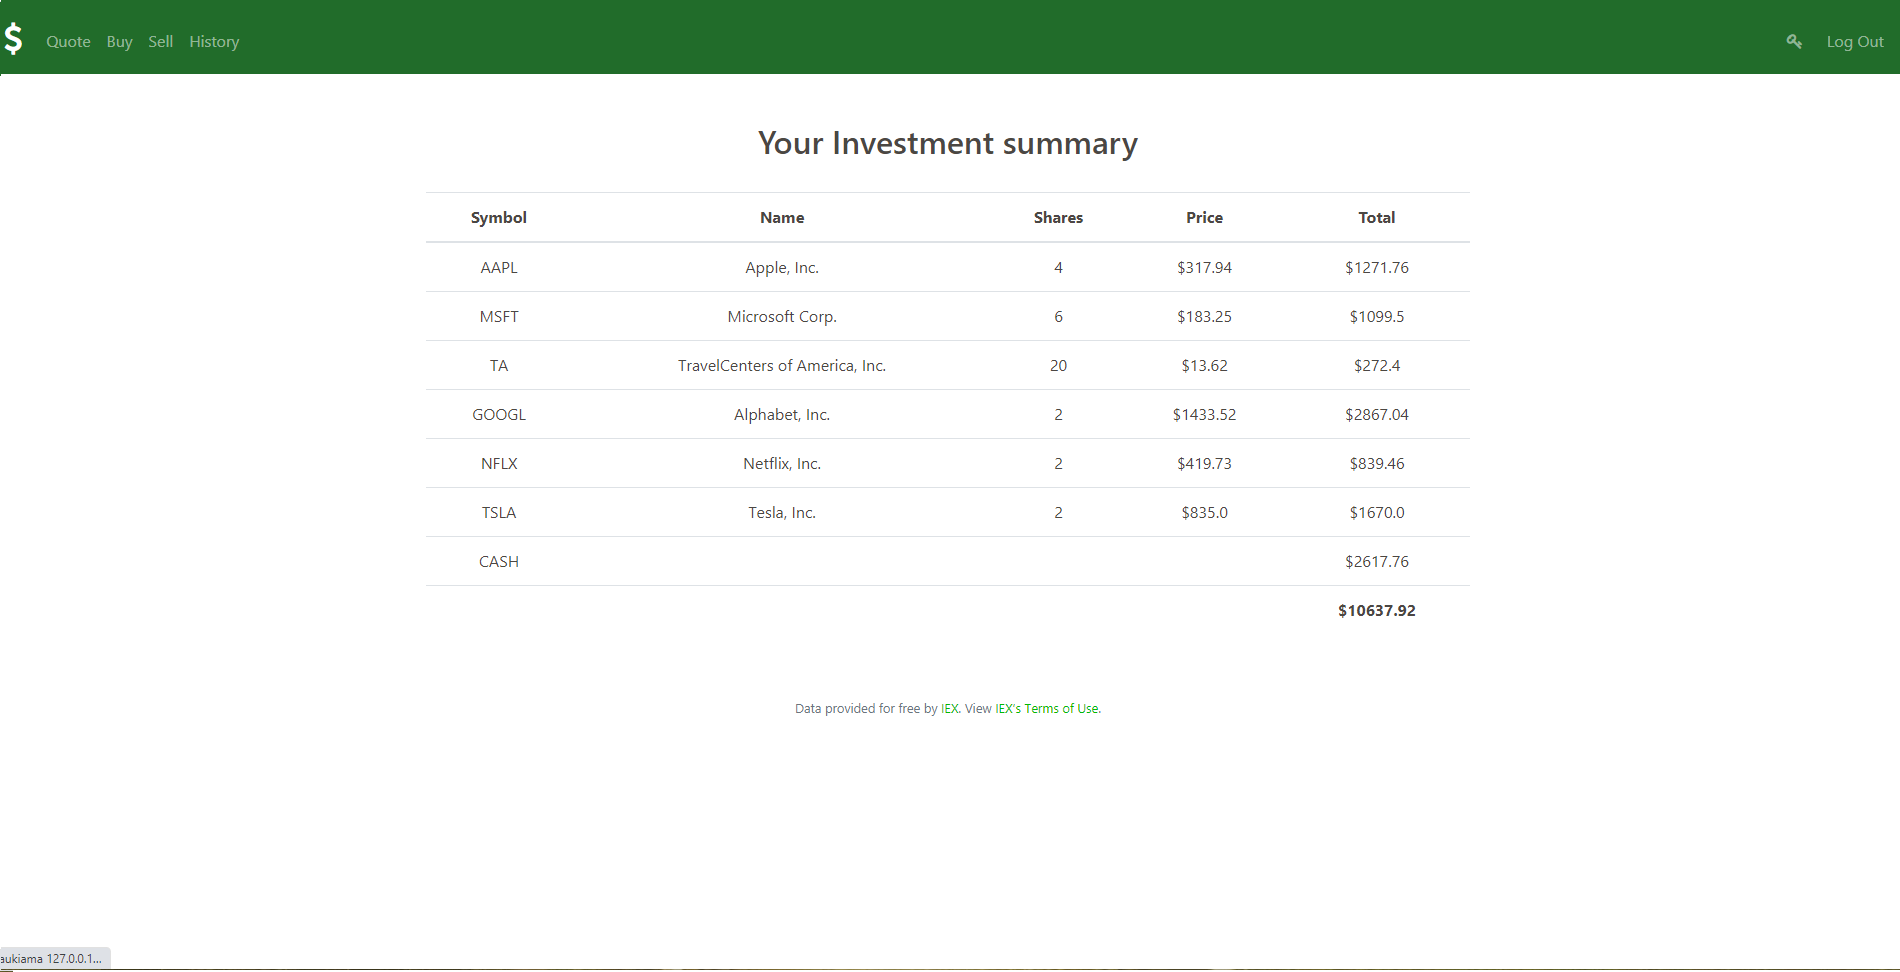 $ Quote Buy Sell History Log Out
Your Investment summary
Symbol Name Shares Price Total
AAPL Apple, Inc. 4 $317.94 $1271.76
MSFT Microsoft Corp. 6 $183.25 $1099.5
TA TravelCenters of America, Inc. 20 $13.62 $272.4
GOOGL Alphabet, Inc. 2 $1433.52 $2867.04
NFLX Netflix, Inc. 2 $419.73 $839.46
TSLA Tesla, Inc. 2 $835.0 $1670.0
CASH $2617.76
$10637.92
Data provided for free by IEX. View IEX's Terms of Use.
aukiama 127.0.0.1...